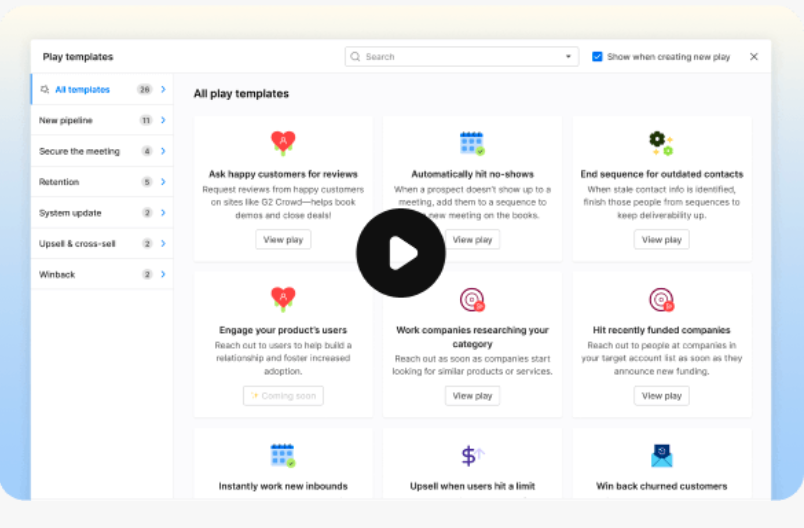 Play templates
Search
Show when creating new play
All templates 26
New pipeline 11
Secure the meeting 4
Retention 5
System update 2
Upsell & cross-sell 2
Winback 2
All play templates
Ask happy customers for reviews
Request reviews from happy customers
on sites like G2 Crowd—helps book
demos and close deals!
View play
Automatically hit no-shows
When a prospect doesn't show up to a
meeting, add them to a sequence to
new meeting on the books.
View play
End sequence for outdated contacts
When stale contact info is identified,
finish those people from sequences to
keep deliverability up.
View play
Engage your product's users
Reach out to users to help build a
relationship and foster increased
adoption.
Coming soon
Work companies researching your
category
Reach out as soon as companies start
looking for similar products or services.
View play
Hit recently funded companies
Reach out to people at companies in
your target account list as soon as they
announce new funding.
View play
Instantly work new inbounds
Upsell when users hit a limit
Win back churned customers